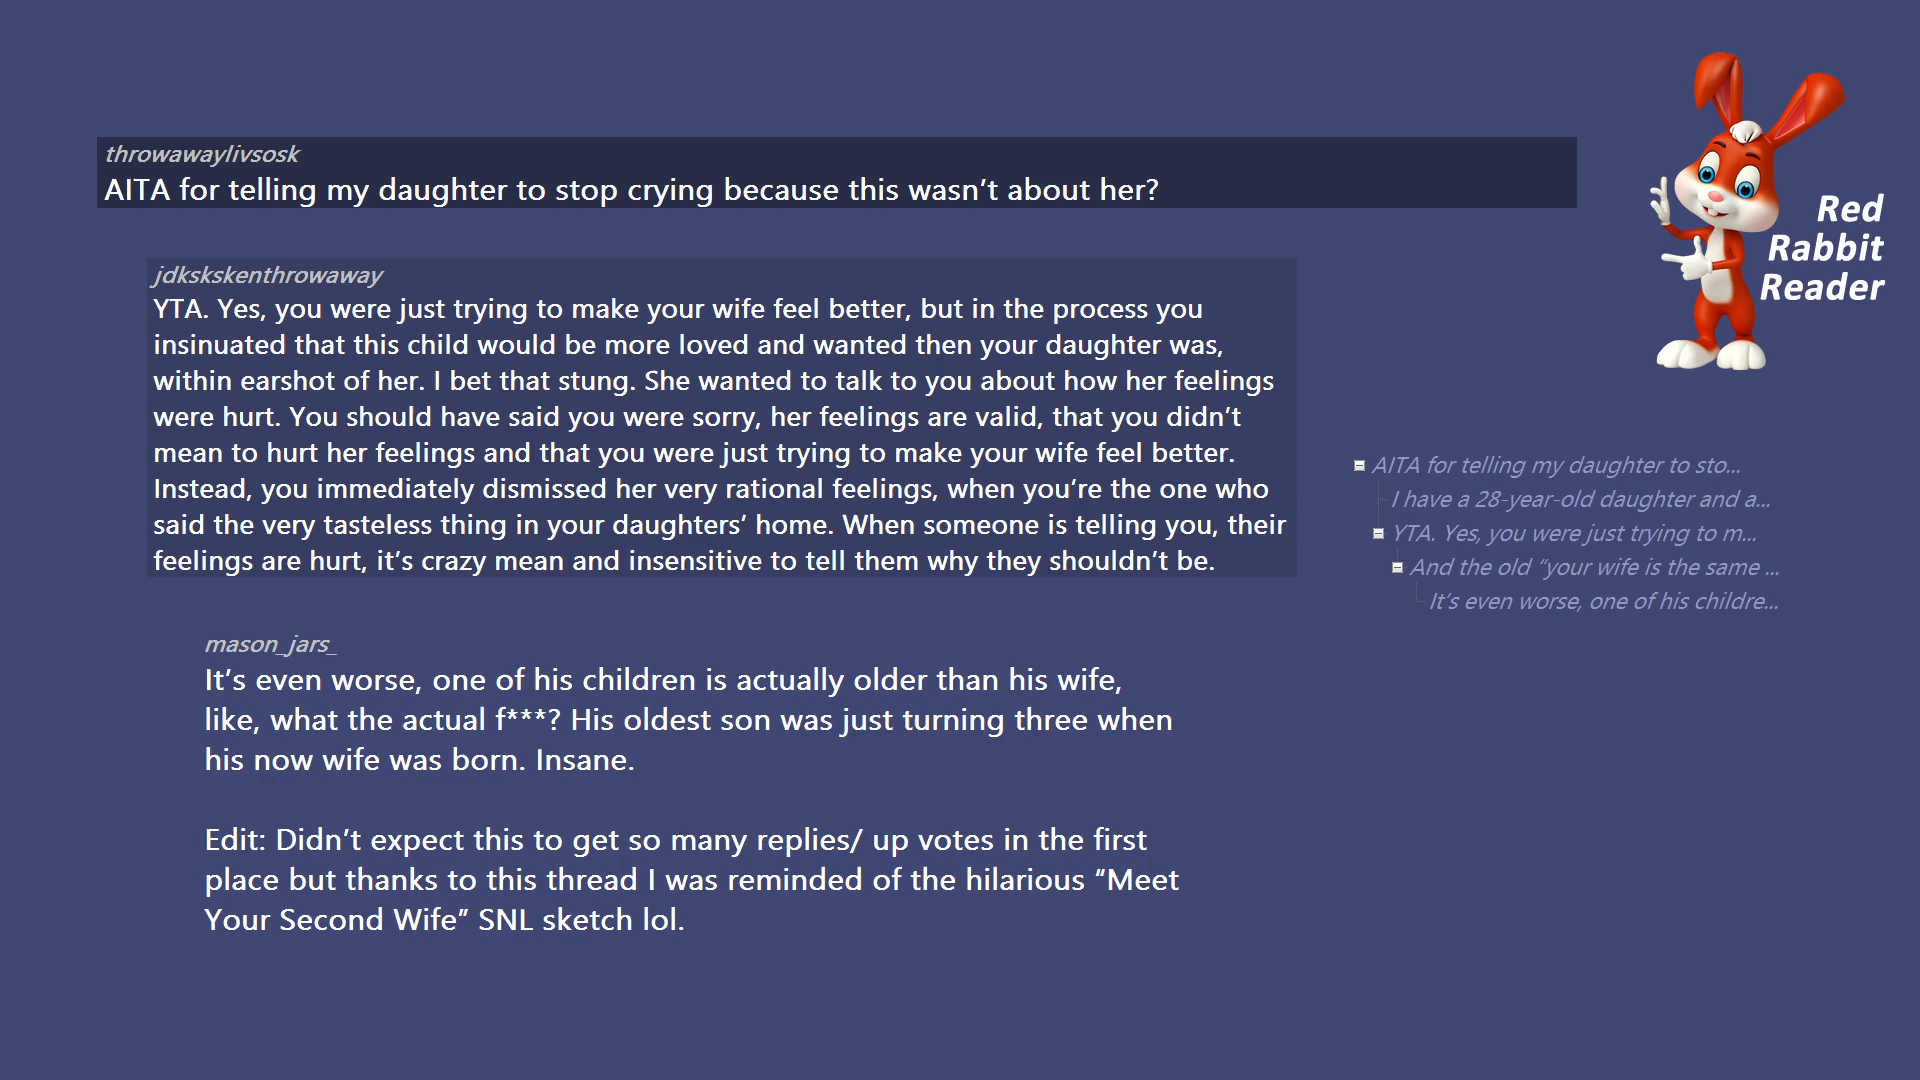 throwawaylivsosk
AITA for telling my daughter to stop crying because this wasn’t about her?
jdkskskenthrowaway
YTA. Yes, you were just trying to make your wife feel better, but in the process you
insinuated that this child would be more loved and wanted then your daughter was,
within earshot of her. I bet that stung. She wanted to talk to you about how her feelings
were hurt. You should have said you were sorry, her feelings are valid, that you didn’t
mean to hurt her feelings and that you were just trying to make your wife feel better.
Instead, you immediately dismissed her very rational feelings, when you’re the one who
said the very tasteless thing in your daughters’ home. When someone is telling you, their
feelings are hurt, it’s crazy mean and insensitive to tell them why they shouldn’t be.
mason_jars_
It’s even worse, one of his children is actually older than his wife,
like, what the actual f***? His oldest son was just turning three when
his now wife was born. Insane.
Edit: Didn’t expect this to get so many replies/ up votes in the first
place but thanks to this thread I was reminded of the hilarious “Meet
Your Second Wife” SNL sketch lol.
Red
Rabbit
Reader
AITA for telling my daughter to sto...
I have a 28-year-old daughter and a...
YTA. Yes, you were just trying to m...
And the old “your wife is the same ...
It’s even worse, one of his childre...